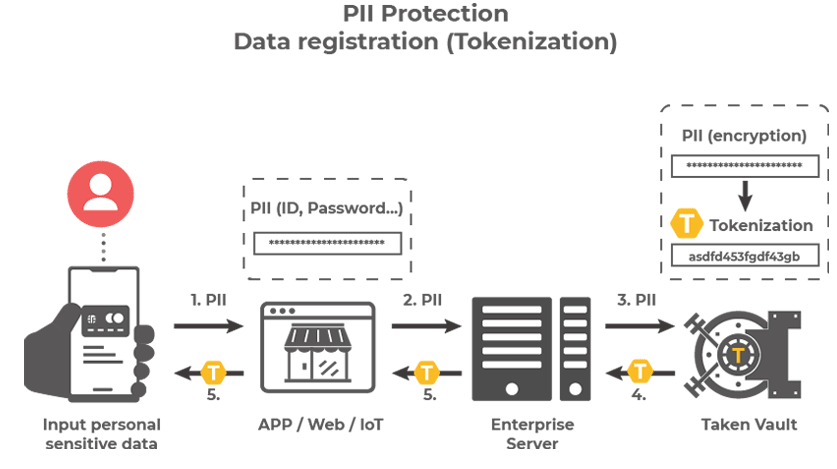 PII Protection
Data registration (Tokenization)
PII (encryption)
**********************
T Tokenization
asdfd453fgdf43gb
PII (ID, Password...)
**********************
1. PII
2. PII
3. PII
T
T
T
T
5.
5.
4.
Input personal
sensitive data
APP / Web / IoT
Enterprise
Server
Taken Vault